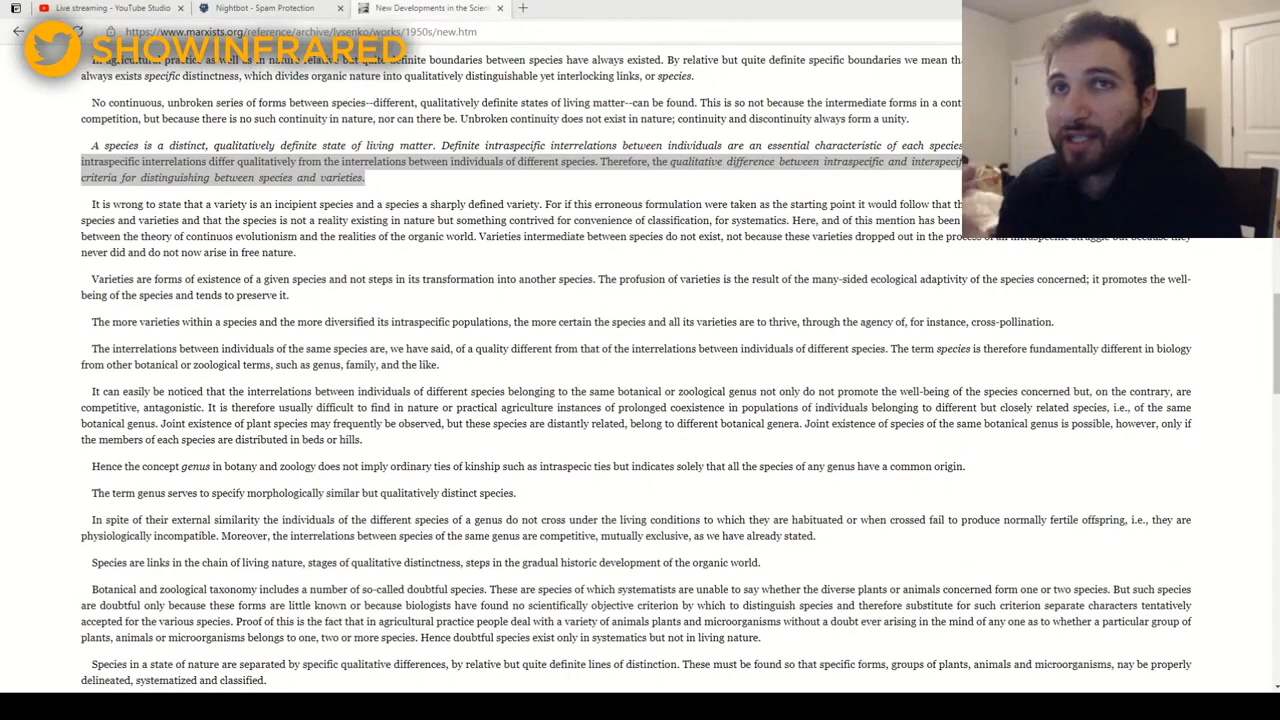 Live streaming - YouTube Studio
Nightbot - Spam Protection
New Developments in the Scien
https://www.marxists.org/reference/archive/lysenko/works/1950s/new.htm
SHOWINFRARED
In agricultural practice as well as in nature relative but quite definite boundaries between species have always existed. By relative but quite definite specific boundaries we mean tha
always exists specific distinctness, which divides organic nature into qualitatively distinguishable yet interlocking links, or species.
No continuous, unbroken series of forms between species--different, qualitatively definite states of living matter--can be found. This is so not because the intermediate forms in a cont
competition, but because there is no such continuity in nature, nor can there be. Unbroken continuity does not exist in nature; continuity and discontinuity always form a unity.
A species is a distinct, qualitatively definite state of living matter. Definite intraspecific interrelations between individuals are an essential characteristic of each species
intraspecific interrelations differ qualitatively from the interrelations between individuals of different species. Therefore, the qualitative difference between intraspecific and interspecif
criteria for distinguishing between species and varieties.
It is wrong to state that a variety is an incipient species and a species a sharply defined variety. For if this erroneous formulation were taken as the starting point it would follow that th
species and varieties and that the species is not a reality existing in nature but something contrived for convenience of classification, for systematics. Here, and of this mention has been
between the theory of continuos evolutionism and the realities of the organic world. Varieties intermediate between species do not exist, not because these varieties dropped out in the process of an intraspecific struggle but because they
never did and do not now arise in free nature.
Varieties are forms of existence of a given species and not steps in its transformation into another species. The profusion of varieties is the result of the many-sided ecological adaptivity of the species concerned; it promotes the well-
being of the species and tends to preserve it.
The more varieties within a species and the more diversified its intraspecific populations, the more certain the species and all its varieties are to thrive, through the agency of, for instance, cross-pollination.
The interrelations between individuals of the same species are, we have said, of a quality different from that of the interrelations between individuals of different species. The term species is therefore fundamentally different in biology
from other botanical or zoological terms, such as genus, family, and the like.
It can easily be noticed that the interrelations between individuals of different species belonging to the same botanical or zoological genus not only do not promote the well-being of the species concerned but, on the contrary, are
competitive, antagonistic. It is therefore usually difficult to find in nature or practical agriculture instances of prolonged coexistence in populations of individuals belonging to different but closely related species, i.e., of the same
botanical genus. Joint existence of plant species may frequently be observed, but these species are distantly related, belong to different botanical genera. Joint existence of species of the same botanical genus is possible, however, only if
the members of each species are distributed in beds or hills.
Hence the concept genus in botany and zoology does not imply ordinary ties of kinship such as intraspecic ties but indicates solely that all the species of any genus have a common origin.
The term genus serves to specify morphologically similar but qualitatively distinct species.
In spite of their external similarity the individuals of the different species of a genus do not cross under the living conditions to which they are habituated or when crossed fail to produce normally fertile offspring, i.e., they are
physiologically incompatible. Moreover, the interrelations between species of the same genus are competitive, mutually exclusive, as we have already stated.
Species are links in the chain of living nature, stages of qualitative distinctness, steps in the gradual historic development of the organic world.
Botanical and zoological taxonomy includes a number of so-called doubtful species. These are species of which systematists are unable to say whether the diverse plants or animals concerned form one or two species. But such species
are doubtful only because these forms are little known or because biologists have found no scientifically objective criterion by which to distinguish species and therefore substitute for such criterion separate characters tentatively
accepted for the various species. Proof of this is the fact that in agricultural practice people deal with a variety of animals plants and microorganisms without a doubt ever arising in the mind of any one as to whether a particular group of
plants, animals or microorganisms belongs to one, two or more species. Hence doubtful species exist only in systematics but not in living nature.
Species in a state of nature are separated by specific qualitative differences, by relative but quite definite lines of distinction. These must be found so that specific forms, groups of plants, animals and microorganisms, nay be properly
delineated, systematized and classified.